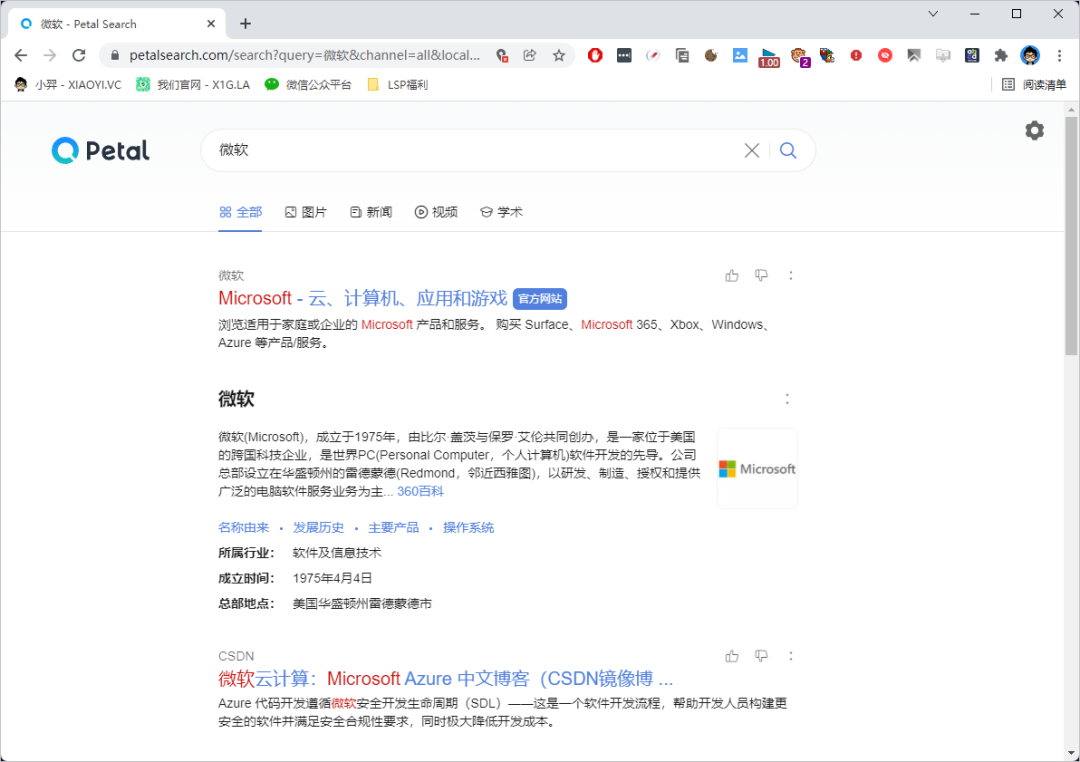 微软 - Petal Search
petalsearch.com/search?query=微软&channel=all&local...
1.00
2
小羿 - XIAOYI.VC
我们官网 - X1G.LA
微信公众平台
LSP福利
阅读清单
Petal
微软
全部
图片
新闻
视频
学术
微软
Microsoft - 云、计算机、应用和游戏 官方网站
浏览适用于家庭或企业的 Microsoft 产品和服务。 购买 Surface、Microsoft 365、Xbox、Windows、
Azure 等产品/服务。
微软
微软(Microsoft)，成立于1975年，由比尔·盖茨与保罗·艾伦共同创办，是一家位于美国
的跨国科技企业，是世界PC(Personal Computer，个人计算机)软件开发的先导。公司
总部设立在华盛顿州的雷德蒙德(Redmond，邻近西雅图)，以研发、制造、授权和提供
广泛的电脑软件服务业务为主... 360百科
Microsoft
名称由来 · 发展历史 · 主要产品 · 操作系统
所属行业： 软件及信息技术
成立时间： 1975年4月4日
总部地点： 美国华盛顿州雷德蒙德市
CSDN
微软云计算：Microsoft Azure 中文博客（CSDN镜像博 ...
Azure 代码开发遵循微软安全开发生命周期（SDL）——这是一个软件开发流程，帮助开发人员构建更
安全的软件并满足安全合规性要求，同时极大降低开发成本。